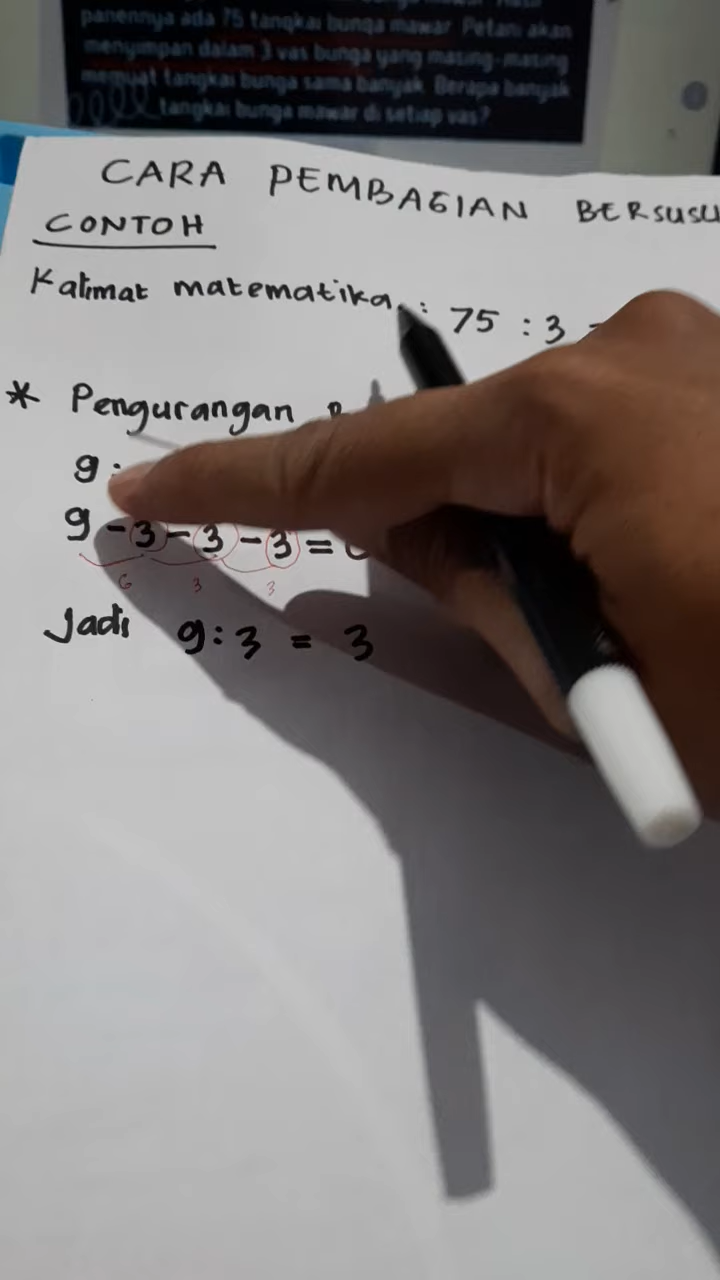 panennya ada 75 tangkai bunga mawar. Petani akan
menyimpan dalam 3 vas bunga yang masing-masing
memuat tangkai bunga sama banyak. Berapa banyak
tangkai bunga mawar di setiap vas?
CARA PEMBAGIAN BERSUSU
CONTOH
Kalimat matematika : 75 : 3
* Pengurangan
9 :
9 - 3 - 3 - 3 =
6 3 3
Jadi 9 : 3 = 3